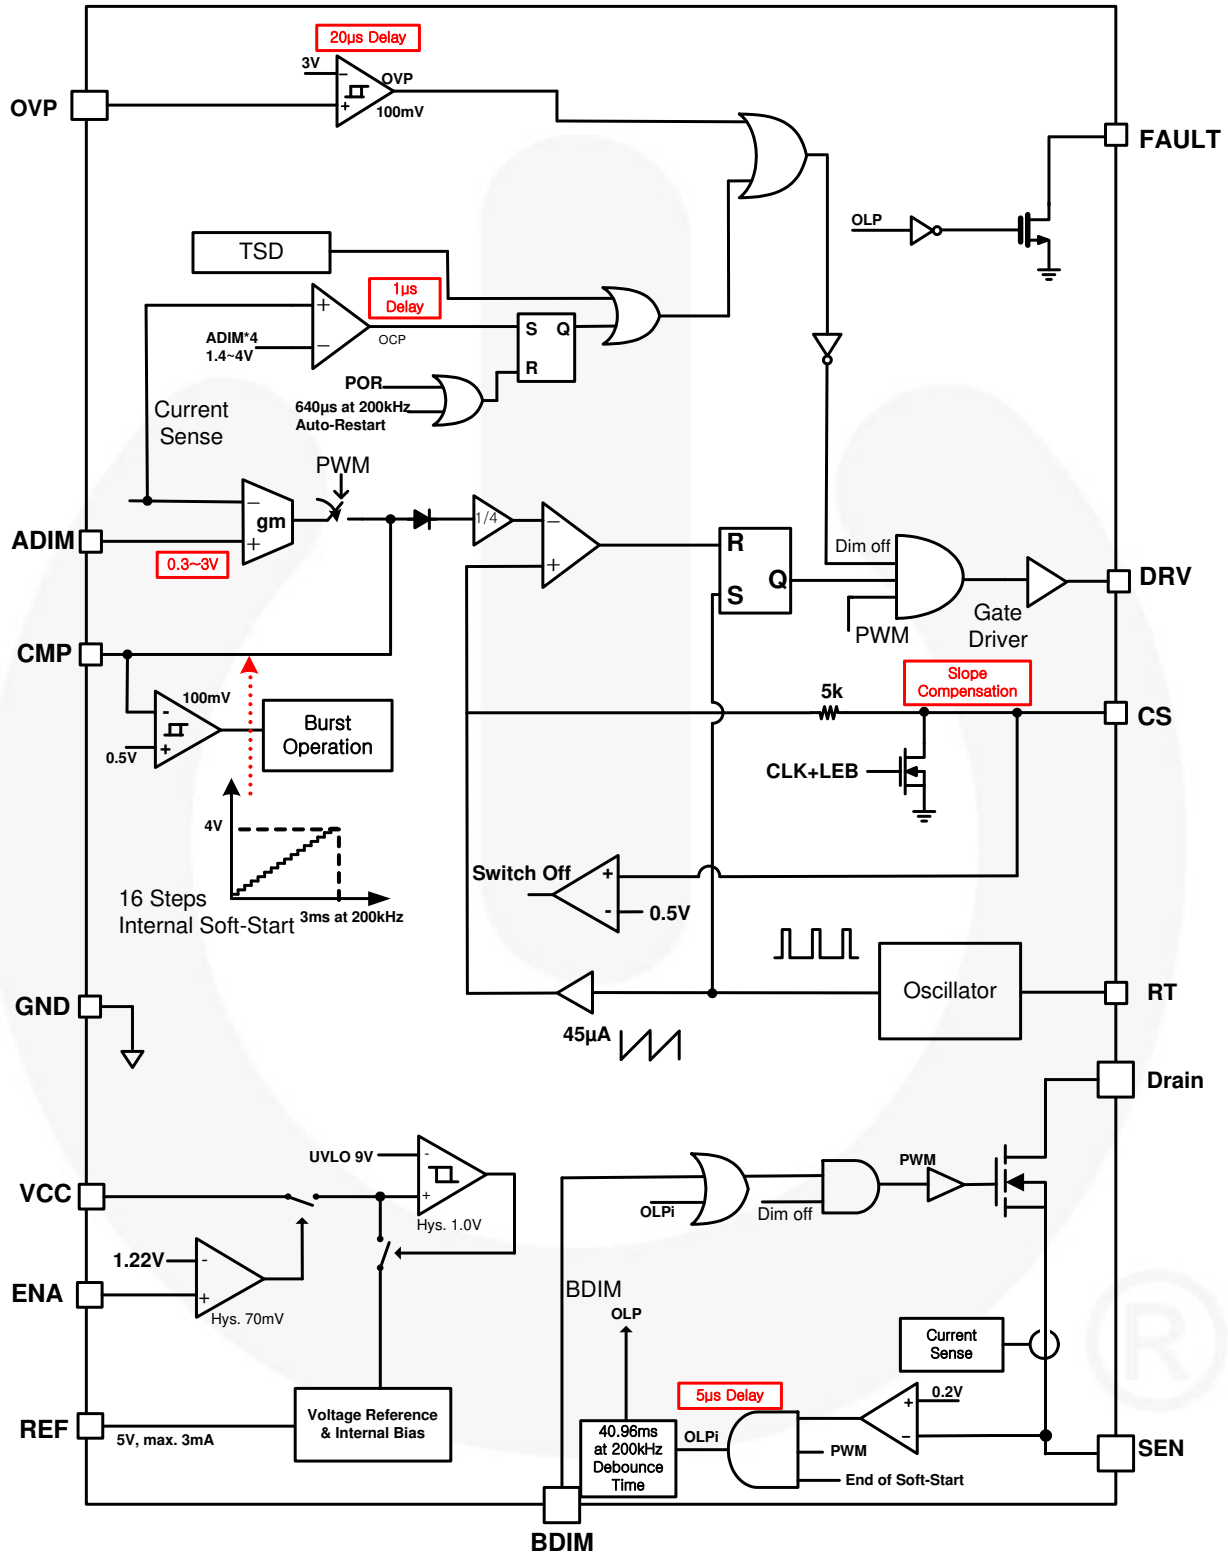 20µs Delay
3V
−
OVP
+
100mV
OVP
FAULT
OLP
TSD
1µs
Delay
+
ADIM*4
1.4~4V
−
OCP
S
Q
R
POR
640µs at 200kHz
Auto-Restart
Current
Sense
PWM
−
gm
+
ADIM
0.3~3V
1/4
−
+
R
Q
S
Dim off
PWM
Gate
Driver
DRV
CMP
100mV
-
+
0.5V
Burst
Operation
5k
Slope
Compensation
CS
CLK+LEB
4V
16 Steps
Internal Soft-Start
3ms at 200kHz
Switch Off
+
-
0.5V
GND
45µA
Oscillator
RT
Drain
UVLO 9V
-
+
Hys. 1.0V
VCC
PWM
OLPi
Dim off
1.22V
-
ENA
+
Hys. 70mV
BDIM
OLP
Current
Sense
5µs Delay
+
0.2V
−
REF
5V, max. 3mA
Voltage Reference
& Internal Bias
40.96ms
at 200kHz
Debounce
Time
OLPi
PWM
End of Soft-Start
SEN
BDIM
®